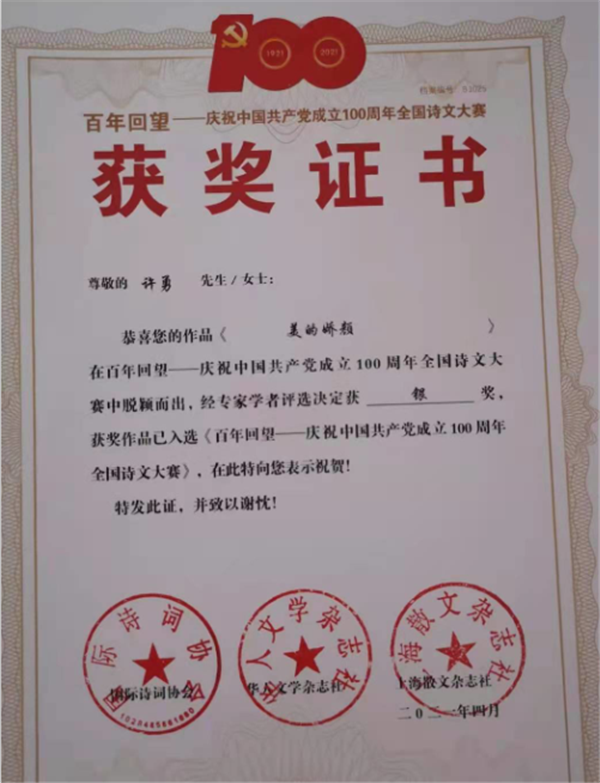 100
1921
2021
百年回望——庆祝中国共产党成立100周年全国诗文大赛
获奖证书
尊敬的 许勇 先生/女士：
恭喜您的作品《 美的娇颜 》
在百年回望——庆祝中国共产党成立100周年全国诗文大
赛中脱颖而出，经专家学者评选决定获 银 奖，
获奖作品已入选《百年回望——庆祝中国共产党成立100周年
全国诗文大赛》，在此特向您表示祝贺！
特发此证，并致以谢忱！
国际诗词协会
华人文学杂志社
上海散文杂志社
国际诗词协会
华人文学杂志社
上海散文杂志社
二〇二一年四月